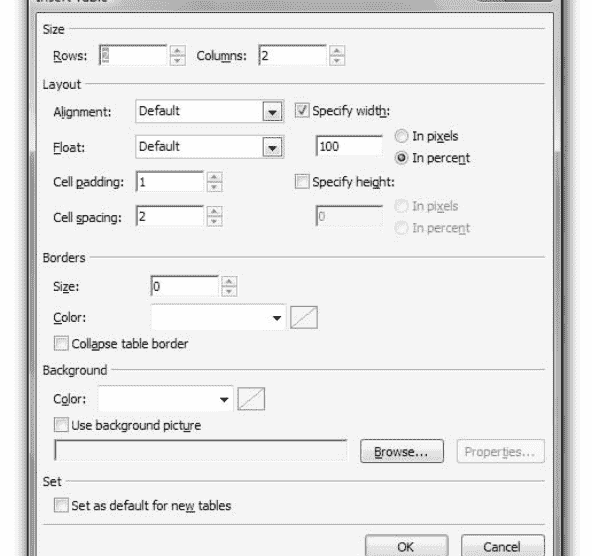 Insert Table
Size
Rows: Columns: 2
Layout
Alignment: Default Specify width:
Float: Default 100 In pixels
In percent
Cell padding: 1 Specify height:
Cell spacing: 2 0 In pixels
In percent
Borders
Size: 0
Color:
Collapse table border
Background
Color:
Use background picture
Browse... Properties...
Set
Set as default for new tables
OK Cancel